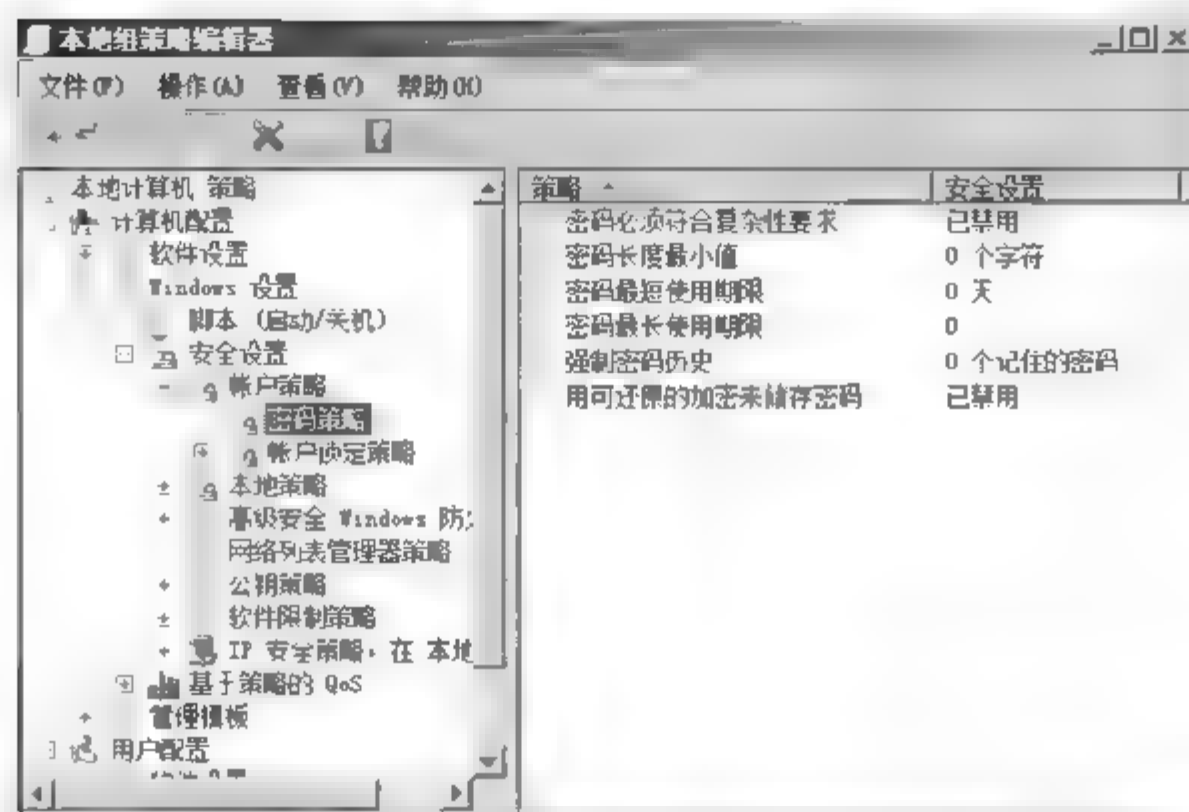 本地组策略编辑器
文件(F) 操作(A) 查看(V) 帮助(H)
本地计算机 策略
计算机配置
软件设置
Windows 设置
脚本 (启动/关机)
安全设置
帐户策略
密码策略
帐户锁定策略
本地策略
高级安全 Windows 防
网络列表管理器策略
公钥策略
软件限制策略
IP 安全策略，在 本地
基于策略的 QoS
管理模板
用户配置
策略 安全设置
密码必须符合复杂性要求 已禁用
密码长度最小值 0 个字符
密码最短使用期限 0 天
密码最长使用期限 0
强制密码历史 0 个记住的密码
用可还原的加密来储存密码 已禁用